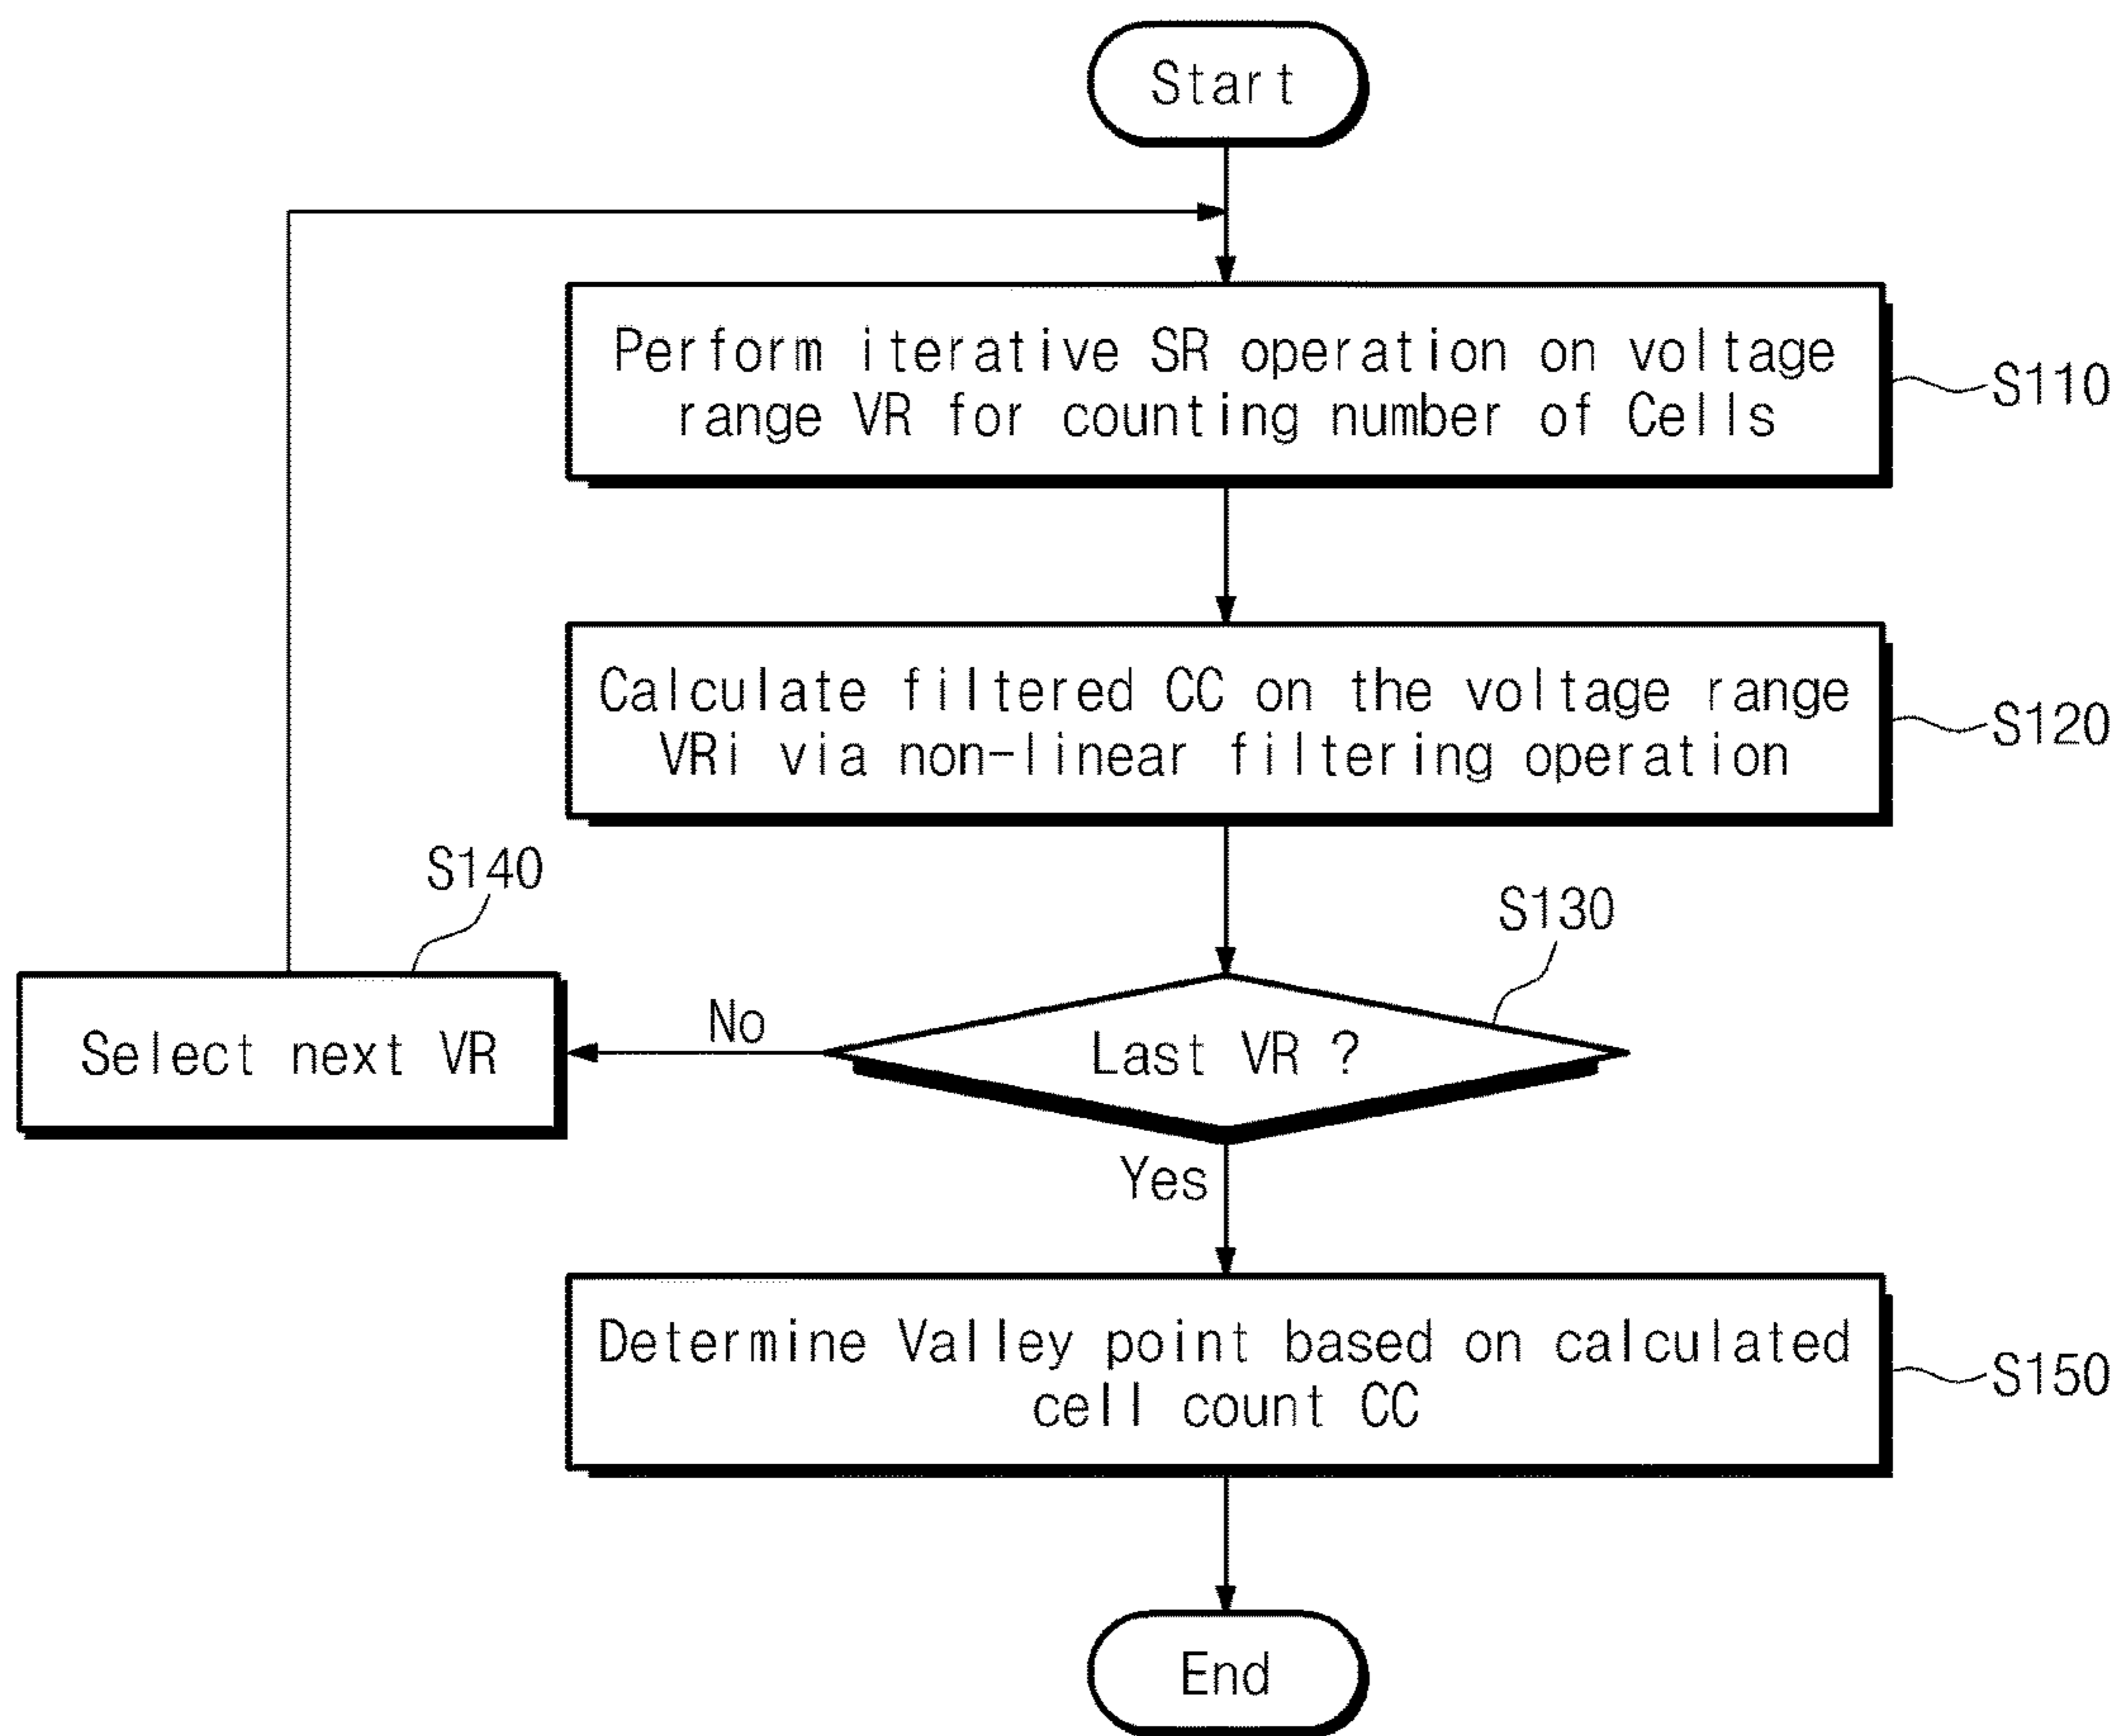 Start
Perform iterative SR operation on voltage
range VR for counting number of Cells
S110
Calculate filtered CC on the voltage range
VRi via non-linear filtering operation
S120
S140
S130
Select next VR
No
Last VR ?
Yes
Determine Valley point based on calculated
cell count CC
S150
End